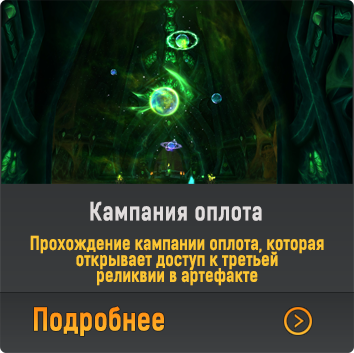 Кампания оплота
Прохождение кампании оплота, которая
открывает доступ к третьей
реликвии в артефакте
Подробнее